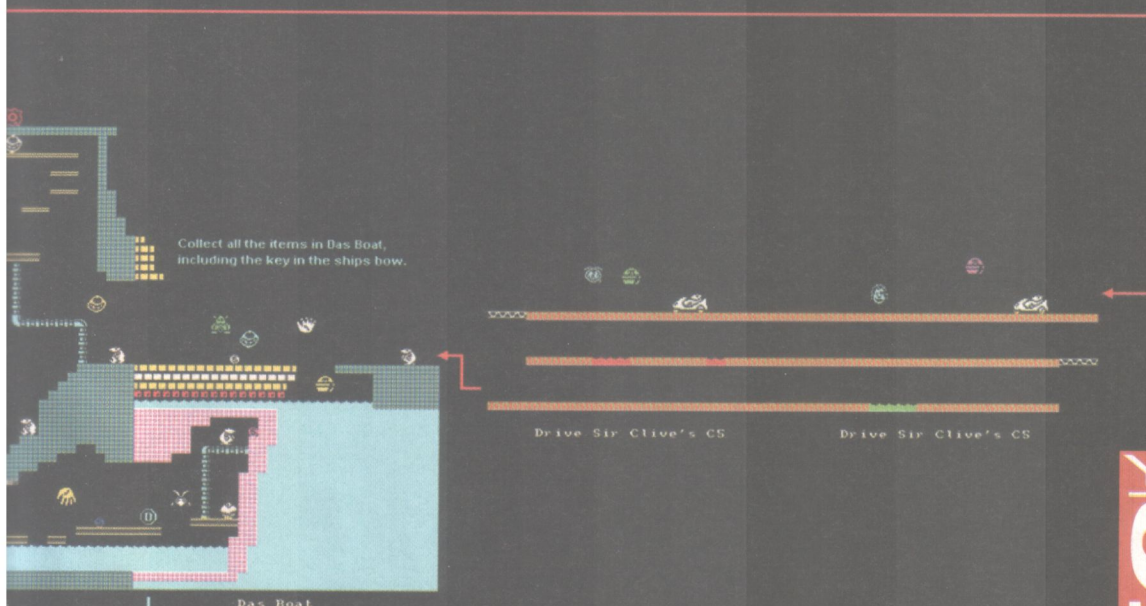 Collect all the items in Das Boat,
including the key in the ships bow.
Drive Sir Clive's C5
Drive Sir Clive's C5
D
Das Boat